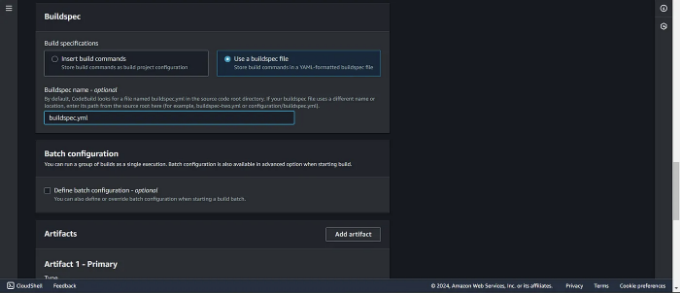 Buildspec
Build specifications
Insert build commands
Store build commands as build project configuration
Use a buildspec file
Store build commands in a YAML-formatted buildspec file
Buildspec name - optional
By default, CodeBuild looks for a file named buildspec.yml in the source code root directory. If your buildspec file uses a different name or
location, enter its path from the source root here (for example, buildspec-two.yml or configuration/buildspec.yml).
buildspec.yml
Batch configuration
You can run a group of builds as a single execution. Batch configuration is also available in advanced option when starting build.
Define batch configuration - optional
You can also define or override batch configuration when starting a build batch.
Artifacts
Add artifact
Artifact 1 - Primary
Type
CloudShell
Feedback
© 2024, Amazon Web Services, Inc. or its affiliates.
Privacy
Terms
Cookie preferences